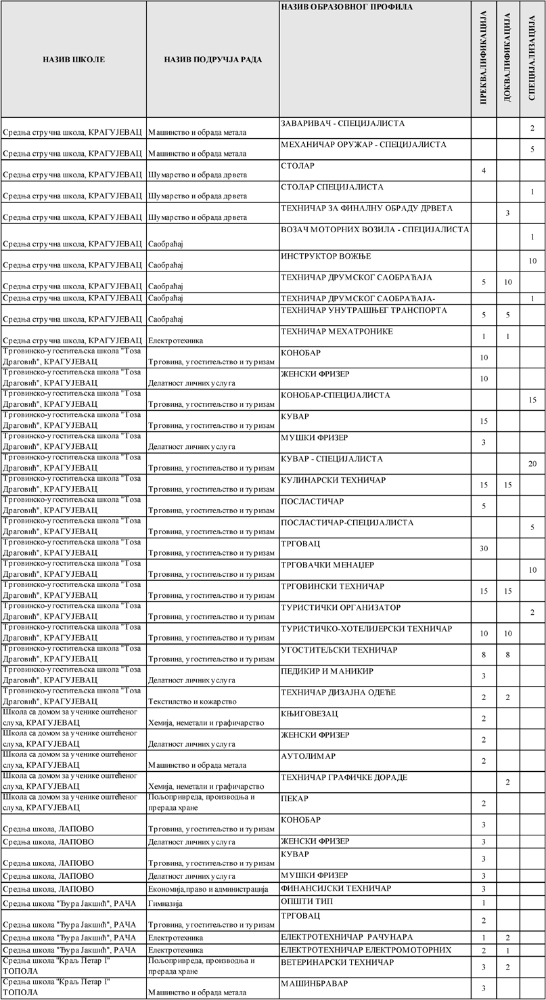 НАЗИВ ШКОЛЕ НАЗИВ ПОДРУЧЈА РАДА НАЗИВ ОБРАЗОВНОГ ПРОФИЛА ПРЕКВАЛИФИКАЦИЈА ДОКВАЛИФИКАЦИЈА СПЕЦИЈАЛИЗАЦИЈА
Средња стручна школа, КРАГУЈЕВАЦ Машинство и обрада метала ЗАВАРИВАЧ - СПЕЦИЈАЛИСТА 2
Средња стручна школа, КРАГУЈЕВАЦ Машинство и обрада метала МЕХАНИЧАР ОРУЖАР - СПЕЦИЈАЛИСТА 5
Средња стручна школа, КРАГУЈЕВАЦ Шумарство и обрада дрвета СТОЛАР 4
Средња стручна школа, КРАГУЈЕВАЦ Шумарство и обрада дрвета СТОЛАР СПЕЦИЈАЛИСТА 1
Средња стручна школа, КРАГУЈЕВАЦ Шумарство и обрада дрвета ТЕХНИЧАР ЗА ФИНАЛНУ ОБРАДУ ДРВЕТА 3
Средња стручна школа, КРАГУЈЕВАЦ Саобраћај ВОЗАЧ МОТОРНИХ ВОЗИЛА - СПЕЦИЈАЛИСТА 1
Средња стручна школа, КРАГУЈЕВАЦ Саобраћај ИНСТРУКТОР ВОЖЊЕ 10
Средња стручна школа, КРАГУЈЕВАЦ Саобраћај ТЕХНИЧАР ДРУМСКОГ САОБРАЋАЈА 5 10
Средња стручна школа, КРАГУЈЕВАЦ Саобраћај ТЕХНИЧАР ДРУМСКОГ САОБРАЋАЈА- 1
Средња стручна школа, КРАГУЈЕВАЦ Саобраћај ТЕХНИЧАР УНУТРАШЊЕГ ТРАНСПОРТА 5 5
Средња стручна школа, КРАГУЈЕВАЦ Електротехника ТЕХНИЧАР МЕХАТРОНИКЕ 1 1
Трговинско-угоститељска школа "Тоза
Драговић", КРАГУЈЕВАЦ Трговина, угоститељство и туризам КОНОБАР 10
Трговинско-угоститељска школа "Тоза
Драговић", КРАГУЈЕВАЦ Делатност личних услуга ЖЕНСКИ ФРИЗЕР 10
Трговинско-угоститељска школа "Тоза
Драговић", КРАГУЈЕВАЦ Трговина, угоститељство и туризам КОНОБАР-СПЕЦИЈАЛИСТА 15
Трговинско-угоститељска школа "Тоза
Драговић", КРАГУЈЕВАЦ Трговина, угоститељство и туризам КУВАР 15
Трговинско-угоститељска школа "Тоза
Драговић", КРАГУЈЕВАЦ Делатност личних услуга МУШКИ ФРИЗЕР 3
Трговинско-угоститељска школа "Тоза
Драговић", КРАГУЈЕВАЦ Трговина, угоститељство и туризам КУВАР - СПЕЦИЈАЛИСТА 20
Трговинско-угоститељска школа "Тоза
Драговић", КРАГУЈЕВАЦ Трговина, угоститељство и туризам КУЛИНАРСКИ ТЕХНИЧАР 15 15
Трговинско-угоститељска школа "Тоза
Драговић", КРАГУЈЕВАЦ Трговина, угоститељство и туризам ПОСЛАСТИЧАР 5
Трговинско-угоститељска школа "Тоза
Драговић", КРАГУЈЕВАЦ Трговина, угоститељство и туризам ПОСЛАСТИЧАР-СПЕЦИЈАЛИСТА 5
Трговинско-угоститељска школа "Тоза
Драговић", КРАГУЈЕВАЦ Трговина, угоститељство и туризам ТРГОВАЦ 30
Трговинско-угоститељска школа "Тоза
Драговић", КРАГУЈЕВАЦ Трговина, угоститељство и туризам ТРГОВАЧКИ МЕНАЏЕР 10
Трговинско-угоститељска школа "Тоза
Драговић", КРАГУЈЕВАЦ Трговина, угоститељство и туризам ТРГОВИНСКИ ТЕХНИЧАР 15 15
Трговинско-угоститељска школа "Тоза
Драговић", КРАГУЈЕВАЦ Трговина, угоститељство и туризам ТУРИСТИЧКИ ОРГАНИЗАТОР 2
Трговинско-угоститељска школа "Тоза
Драговић", КРАГУЈЕВАЦ Трговина, угоститељство и туризам ТУРИСТИЧКО-ХОТЕЛИЈЕРСКИ ТЕХНИЧАР 10 10
Трговинско-угоститељска школа "Тоза
Драговић", КРАГУЈЕВАЦ Трговина, угоститељство и туризам УГОСТИТЕЉСКИ ТЕХНИЧАР 8 8
Трговинско-угоститељска школа "Тоза
Драговић", КРАГУЈЕВАЦ Делатност личних услуга ПЕДИКИР И МАНИКИР 3
Трговинско-угоститељска школа "Тоза
Драговић", КРАГУЈЕВАЦ Текстилство и кожарство ТЕХНИЧАР ДИЗАЈНА ОДЕЋЕ 2 2
Школа са домом за ученике оштећеног
слуха, КРАГУЈЕВАЦ Хемија, неметали и графичарство КЊИГОВЕЗАЦ 2
Школа са домом за ученике оштећеног
слуха, КРАГУЈЕВАЦ Делатност личних услуга ЖЕНСКИ ФРИЗЕР 2
Школа са домом за ученике оштећеног
слуха, КРАГУЈЕВАЦ Машинство и обрада метала АУТОЛИМАР 2
Школа са домом за ученике оштећеног
слуха, КРАГУЈЕВАЦ Хемија, неметали и графичарство ТЕХНИЧАР ГРАФИЧКЕ ДОРАДЕ 2
Школа са домом за ученике оштећеног Пољопривреда, производња и
слуха, КРАГУЈЕВАЦ прерада хране ПЕКАР 2
Средња школа, ЛАПОВО Трговина, угоститељство и туризам КОНОБАР 3
Средња школа, ЛАПОВО Делатност личних услуга ЖЕНСКИ ФРИЗЕР 3
Средња школа, ЛАПОВО Трговина, угоститељство и туризам КУВАР 3
Средња школа, ЛАПОВО Делатност личних услуга МУШКИ ФРИЗЕР 3
Средња школа, ЛАПОВО Економија,право и администрација ФИНАНСИЈСКИ ТЕХНИЧАР 3
Средња школа "Ђура Јакшић", РАЧА Гимназија ОПШТИ ТИП 1
Средња школа "Ђура Јакшић", РАЧА Трговина, угоститељство и туризам ТРГОВАЦ 2
Средња школа "Ђура Јакшић", РАЧА Електротехника ЕЛЕКТРОТЕХНИЧАР РАЧУНАРА 1 2
Средња школа "Ђура Јакшић", РАЧА Електротехника ЕЛЕКТРОТЕХНИЧАР ЕЛЕКТРОМОТОРНИХ 2 1
Средња школа "Краљ Петар I" Пољопривреда, производња и
ТОПОЛА прерада хране ВЕТЕРИНАРСКИ ТЕХНИЧАР 3 2
Средња школа "Краљ Петар I"
ТОПОЛА Машинство и обрада метала МАШИНБРАВАР 3